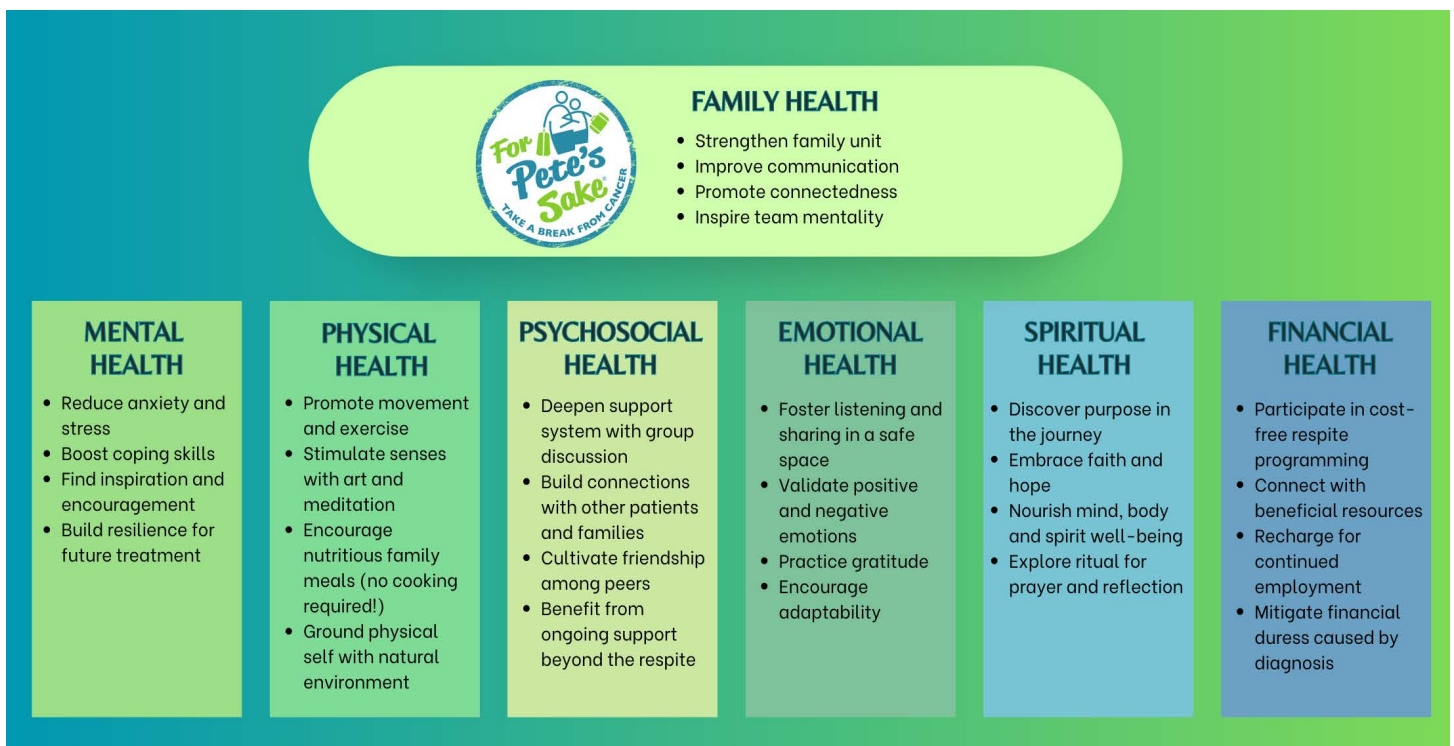 For
Pete's
Sake®
TAKE A BREAK FROM CANCER
FAMILY HEALTH
• Strengthen family unit
• Improve communication
• Promote connectedness
• Inspire team mentality
MENTAL
HEALTH
• Reduce anxiety and
stress
• Boost coping skills
• Find inspiration and
encouragement
• Build resilience for
future treatment
PHYSICAL
HEALTH
• Promote movement
and exercise
• Stimulate senses
with art and
meditation
• Encourage
nutritious family
meals (no cooking
required!)
• Ground physical
self with natural
environment
PSYCHOSOCIAL
HEALTH
• Deepen support
system with group
discussion
• Build connections
with other patients
and families
• Cultivate friendship
among peers
• Benefit from
ongoing support
beyond the respite
EMOTIONAL
HEALTH
• Foster listening and
sharing in a safe
space
• Validate positive
and negative
emotions
• Practice gratitude
• Encourage
adaptability
SPIRITUAL
HEALTH
• Discover purpose in
the journey
• Embrace faith and
hope
• Nourish mind, body
and spirit well-being
• Explore ritual for
prayer and reflection
FINANCIAL
HEALTH
• Participate in cost-
free respite
programming
• Connect with
beneficial resources
• Recharge for
continued
employment
• Mitigate financial
duress caused by
diagnosis